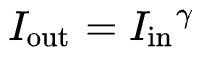 I_out = I_in^γ